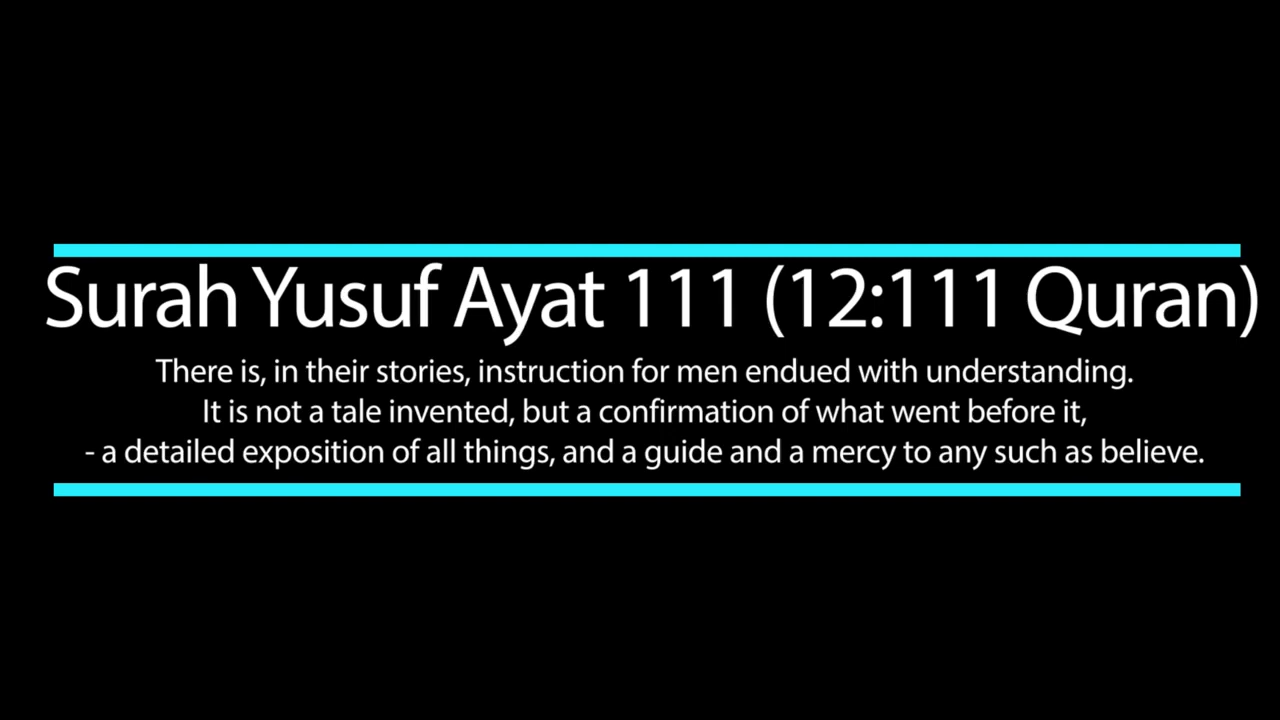 Surah Yusuf Ayat 111 (12:111 Quran)
There is, in their stories, instruction for men endued with understanding.
It is not a tale invented, but a confirmation of what went before it,
- a detailed exposition of all things, and a guide and a mercy to any such as believe.